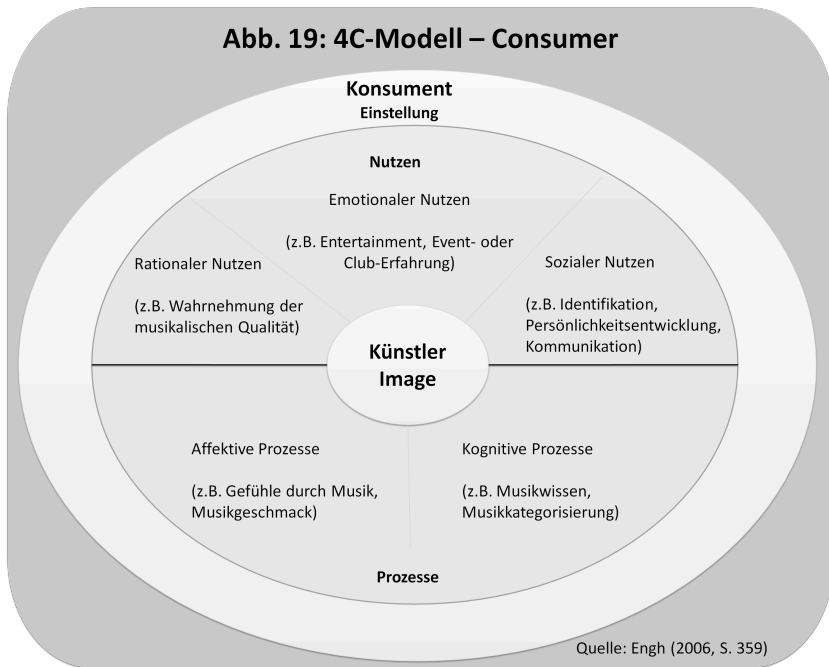 Abb. 19: 4C-Modell – Consumer
Konsument
Einstellung
Nutzen
Emotionaler Nutzen
(z.B. Entertainment, Event- oder
Club-Erfahrung)
Rationaler Nutzen
(z.B. Wahrnehmung der
musikalischen Qualität)
Sozialer Nutzen
(z.B. Identifikation,
Persönlichkeitsentwicklung,
Kommunikation)
Künstler
Image
Affektive Prozesse
(z.B. Gefühle durch Musik,
Musikgeschmack)
Kognitive Prozesse
(z.B. Musikwissen,
Musikkategorisierung)
Prozesse
Quelle: Engh (2006, S. 359)